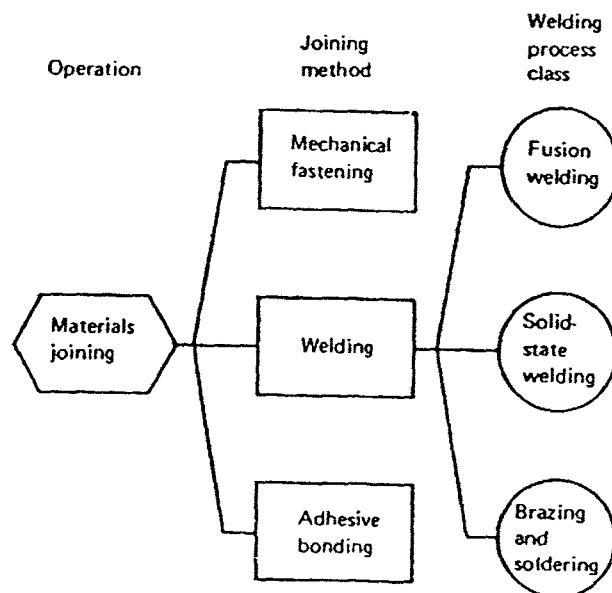 Operation
Joining
method
Welding
process
class
Mechanical
fastening
Fusion
welding
Materials
joining
Welding
Solid-
state
welding
Adhesive
bonding
Brazing
and
soldering